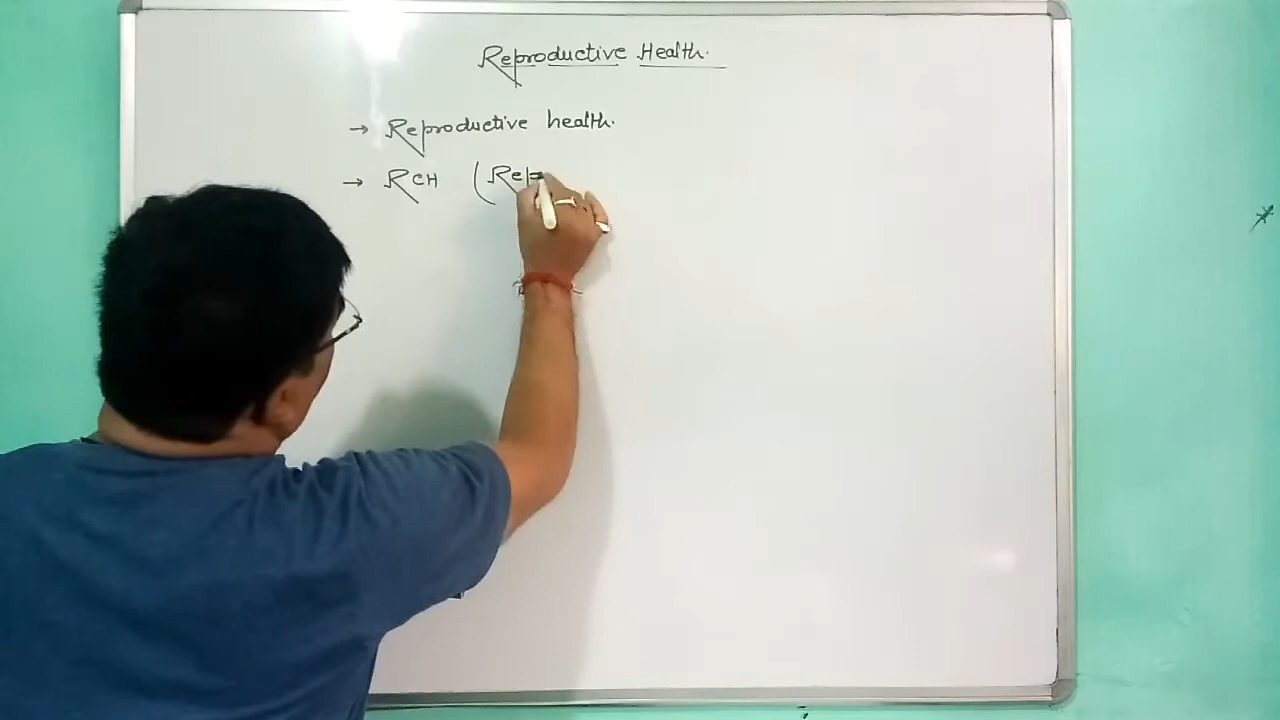 Reproductive Health.
→ Reproductive health.
→ RCH (Rep